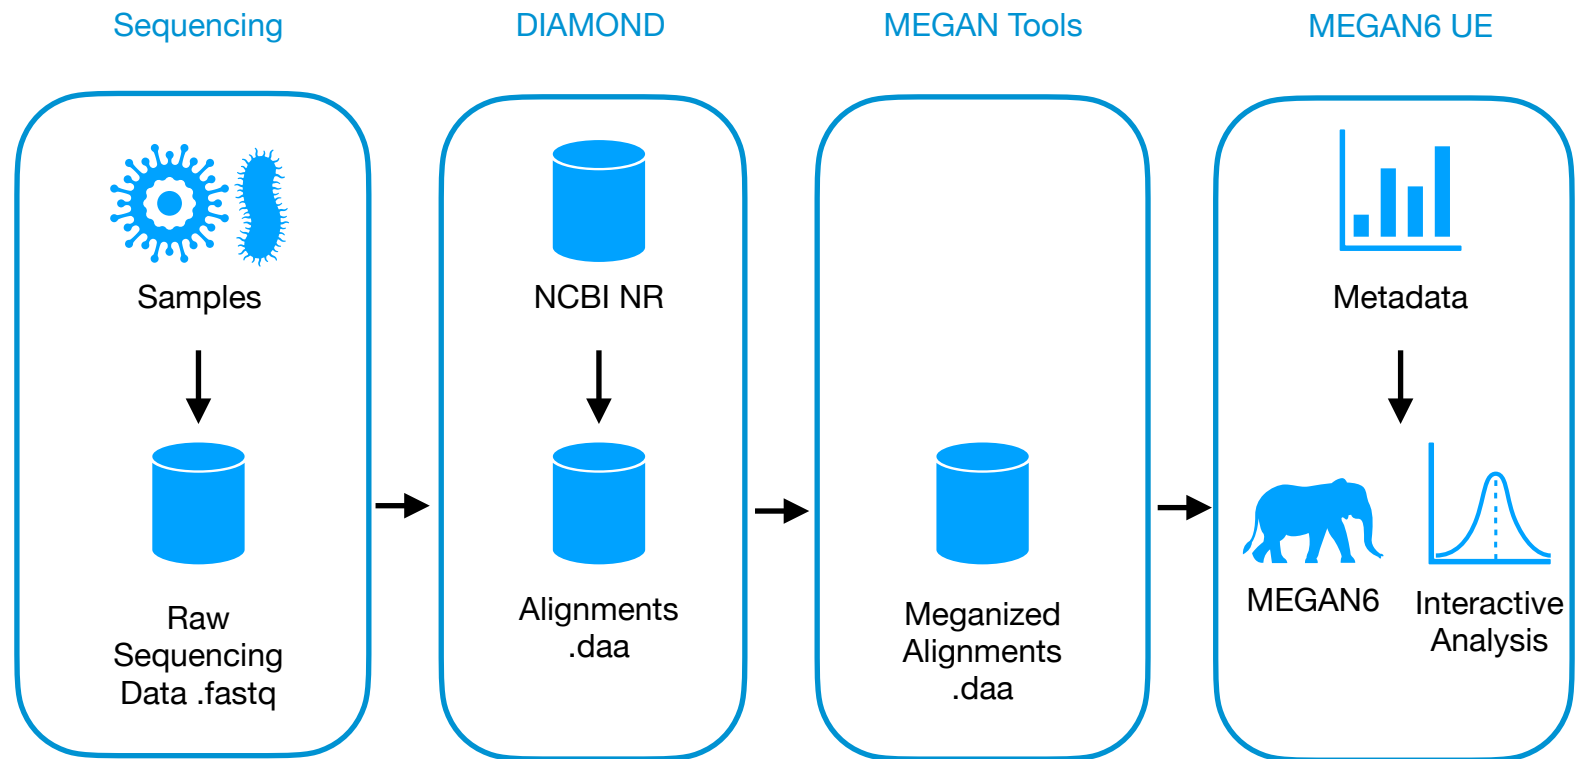 Sequencing
DIAMOND
MEGAN Tools
MEGAN6 UE
Samples
NCBI NR
Metadata
Raw
Sequencing
Data .fastq
Alignments
.daa
Meganized
Alignments
.daa
MEGAN6
Interactive
Analysis